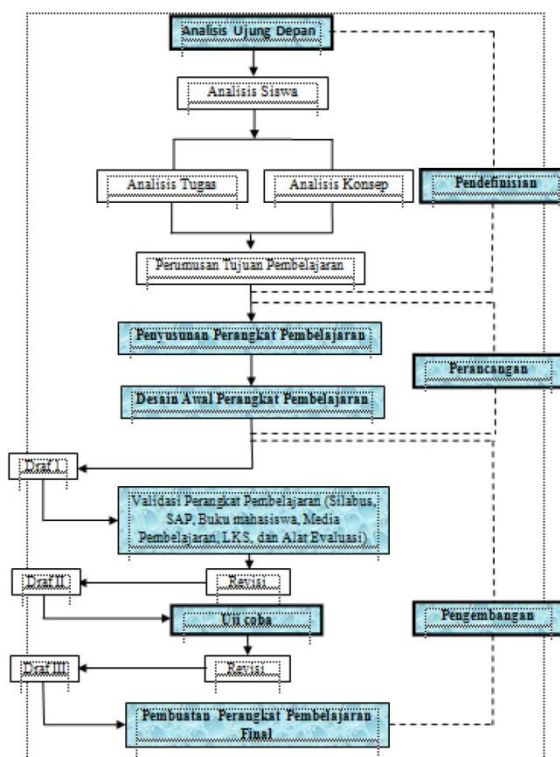 Analisis Ujung Depan
Analisis Siswa
Analisis Tugas
Analisis Konsep
Pendefinisian
Perumusan Tujuan Pembelajaran
Penyusunan Perangkat Pembelajaran
Perancangan
Desain Awal Perangkat Pembelajaran
Draf I
Validasi Perangkat Pembelajaran (Silabus,
SAP, Buku mahasiswa, Media
Pembelajaran, LKS, dan Alat Evaluasi)
Draf II
Revisi
Uji coba
Pengembangan
Draf III
Revisi
Pembuatan Perangkat Pembelajaran
Final